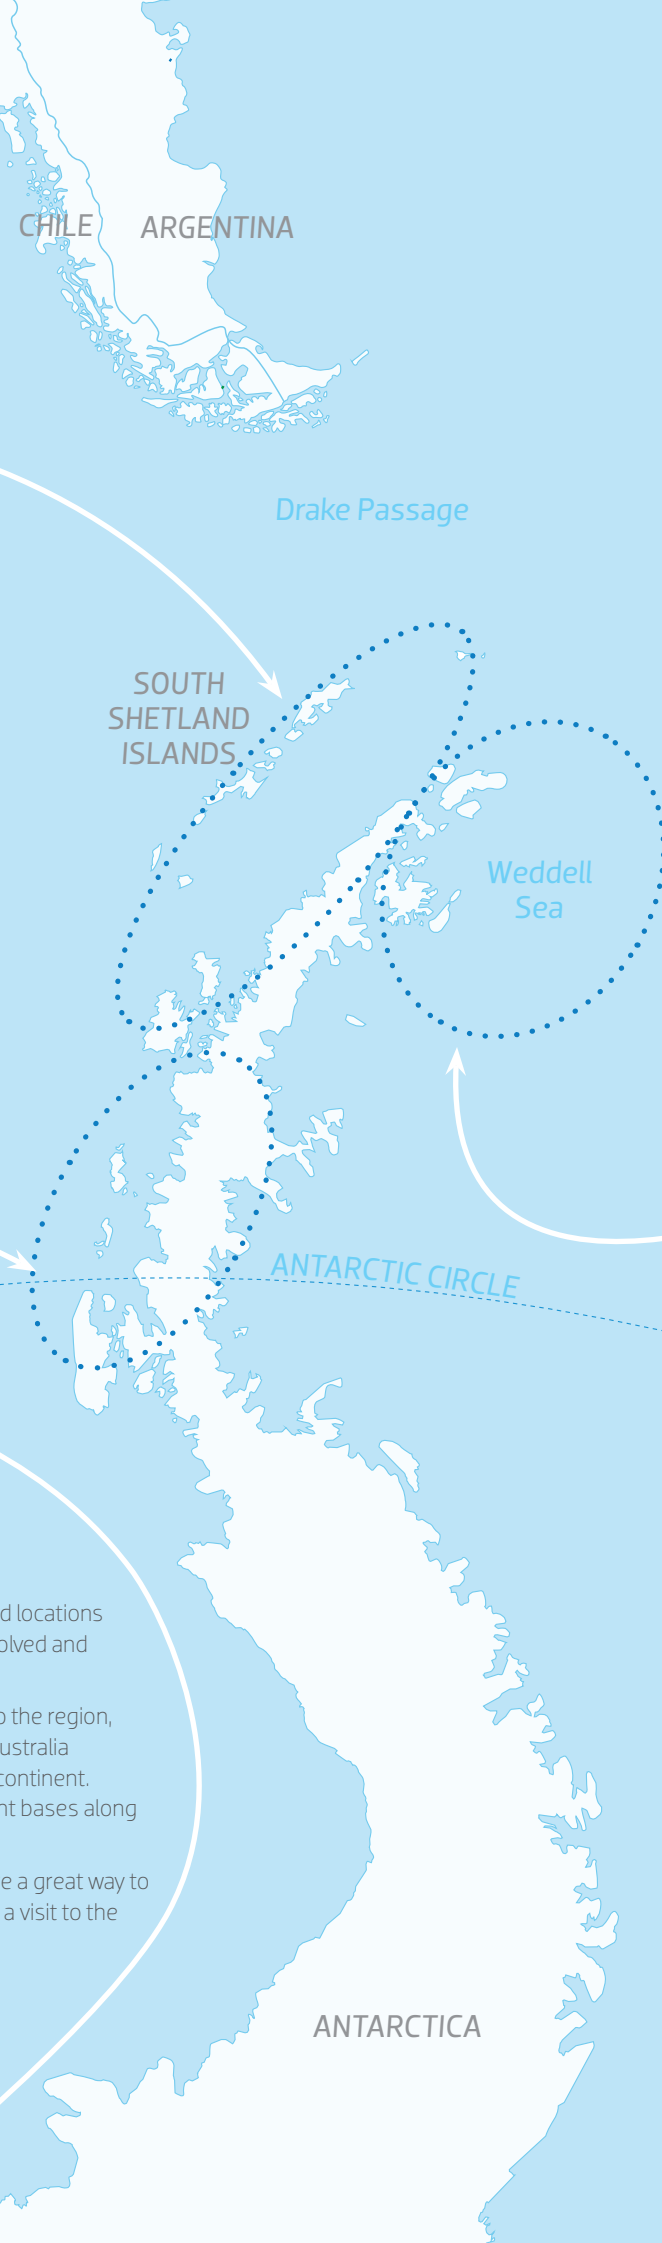 CHILE
ARGENTINA
Drake Passage
SOUTH
SHETLAND
ISLANDS
Weddell
Sea
ANTARCTIC CIRCLE
d locations
olved and
o the region,
ustralia
continent.
nt bases along
e a great way to
a visit to the
ANTARCTICA